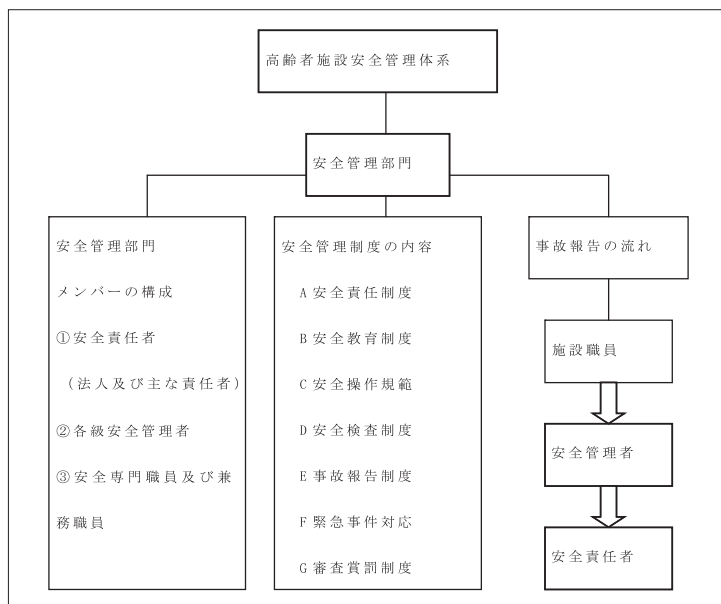 高齢者施設安全管理体系
安全管理部門
安全管理部門
メンバーの構成
①安全責任者
（法人及び主な責任者）
②各級安全管理者
③安全専門職員及び兼
務職員
安全管理制度の内容
A 安全責任制度
B 安全教育制度
C 安全操作規範
D 安全検査制度
E 事故報告制度
F 緊急事件対応
G 審査賞罰制度
事故報告の流れ
施設職員
安全管理者
安全責任者